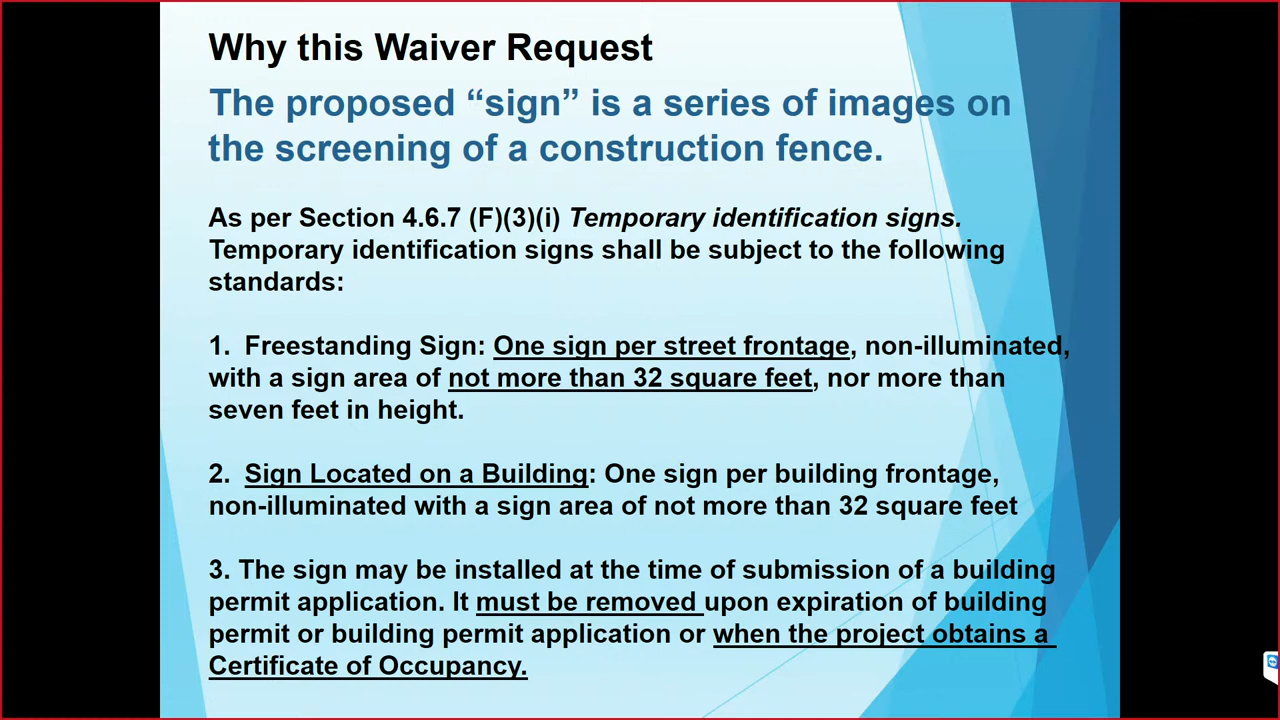 Why this Waiver Request
The proposed “sign” is a series of images on
the screening of a construction fence.
As per Section 4.6.7 (F)(3)(i) Temporary identification signs.
Temporary identification signs shall be subject to the following
standards:
1. Freestanding Sign: One sign per street frontage, non-illuminated,
with a sign area of not more than 32 square feet, nor more than
seven feet in height.
2. Sign Located on a Building: One sign per building frontage,
non-illuminated with a sign area of not more than 32 square feet
3. The sign may be installed at the time of submission of a building
permit application. It must be removed upon expiration of building
permit or building permit application or when the project obtains a
Certificate of Occupancy.